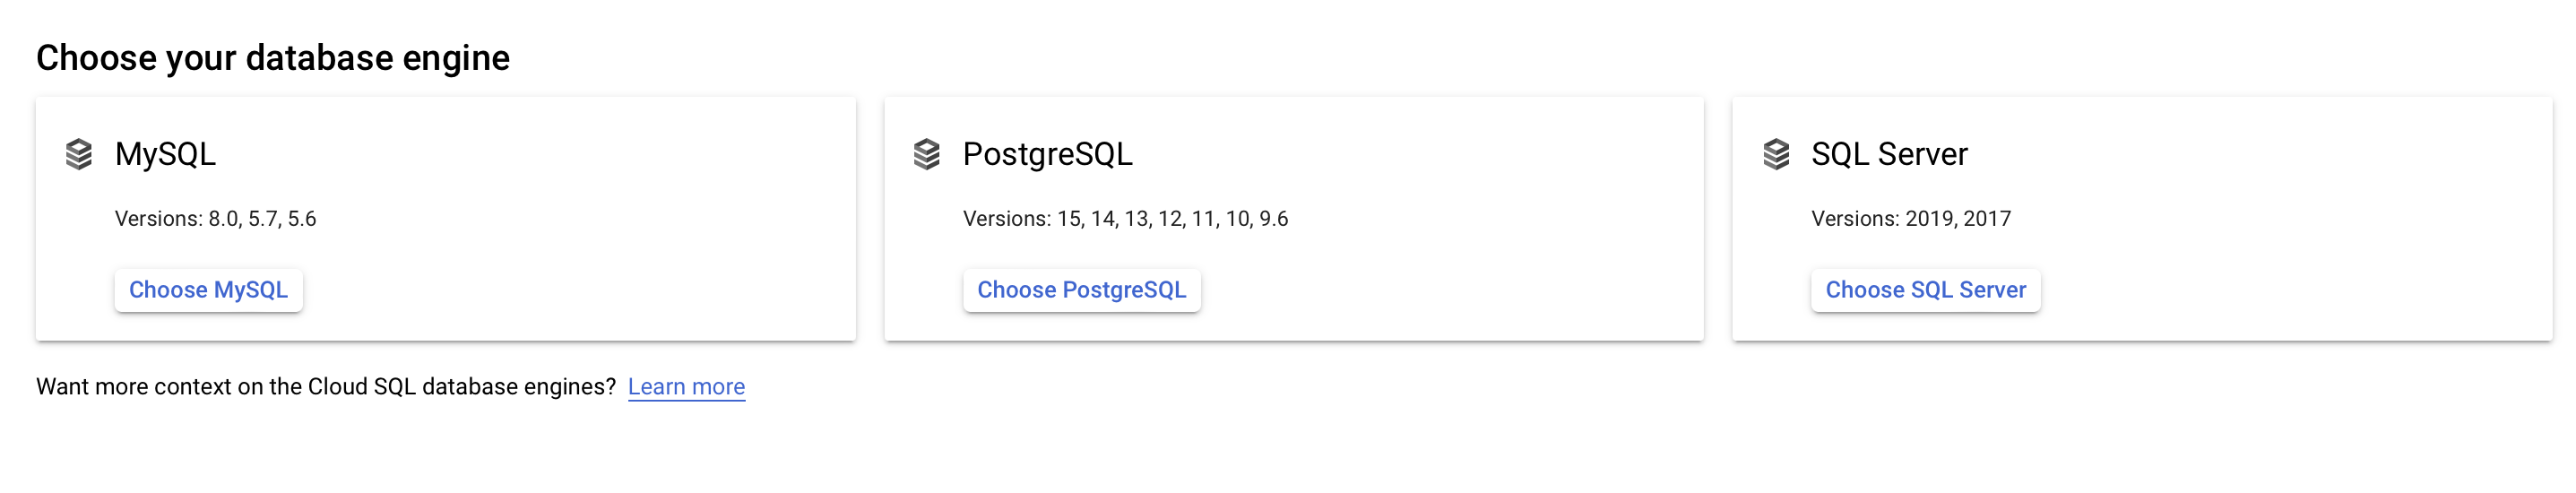 Choose your database engine
MySQL
Versions: 8.0, 5.7, 5.6
Choose MySQL
PostgreSQL
Versions: 15, 14, 13, 12, 11, 10, 9.6
Choose PostgreSQL
SQL Server
Versions: 2019, 2017
Choose SQL Server
Want more context on the Cloud SQL database engines? Learn more